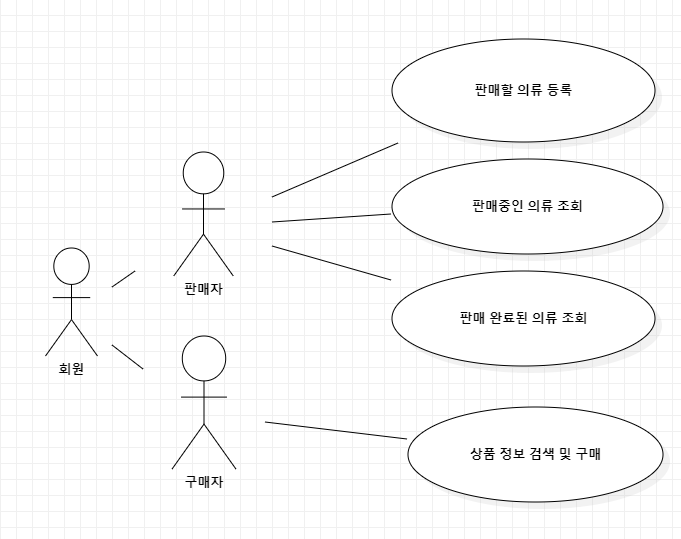 판매할 의류 등록
판매중인 의류 조회
판매자
판매 완료된 의류 조회
회원
상품 정보 검색 및 구매
구매자